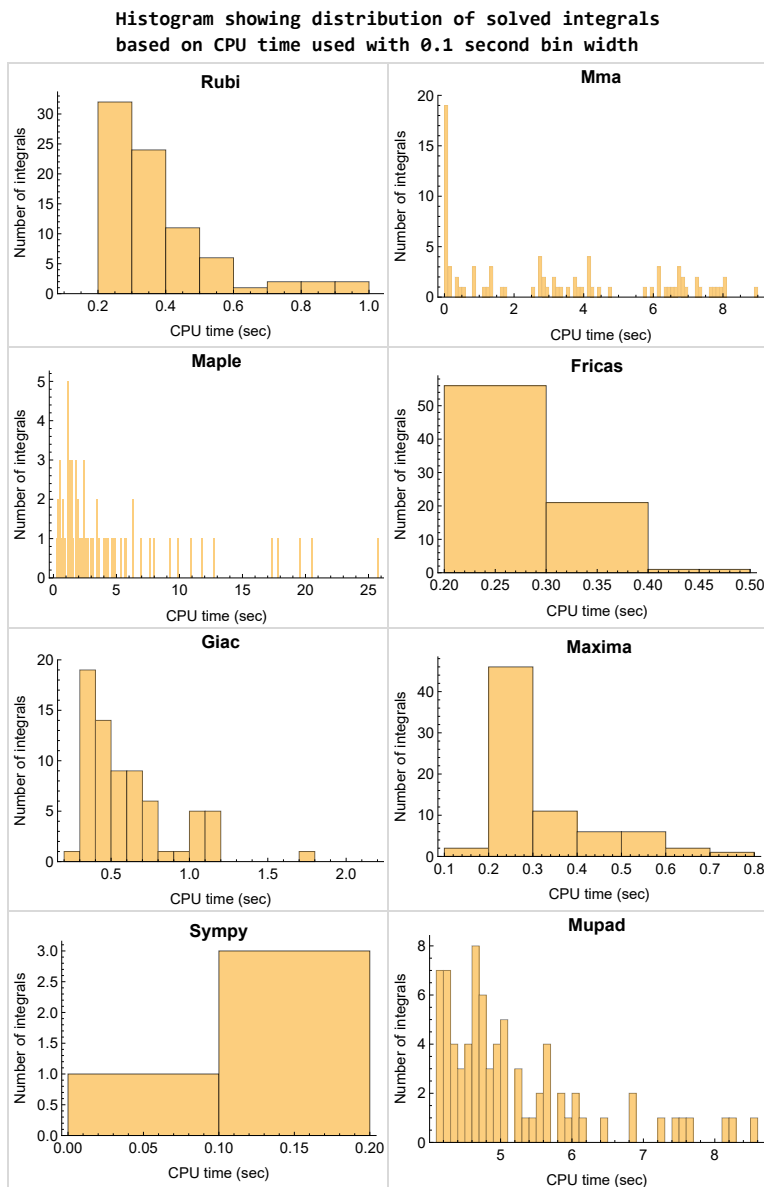 Histogram showing distribution of solved integrals
based on CPU time used with 0.1 second bin width
Rubi
Number of integrals
30
25
20
15
10
5
0
0.2 0.4 0.6 0.8 1.0
CPU time (sec)
Mma
Number of integrals
20
15
10
5
0
0 2 4 6 8
CPU time (sec)
Maple
Number of integrals
5
4
3
2
1
0
0 5 10 15 20 25
CPU time (sec)
Fricas
Number of integrals
50
40
30
20
10
0
0.20 0.25 0.30 0.35 0.40 0.45 0.50
CPU time (sec)
Giac
Number of integrals
20
15
10
5
0
0.5 1.0 1.5 2.0
CPU time (sec)
Maxima
Number of integrals
40
30
20
10
0
0.1 0.2 0.3 0.4 0.5 0.6 0.7 0.8
CPU time (sec)
Sympy
Number of integrals
3.0
2.5
2.0
1.5
1.0
0.5
0.0
0.00 0.05 0.10 0.15 0.20
CPU time (sec)
Mupad
Number of integrals
8
6
4
2
0
5 6 7 8
CPU time (sec)